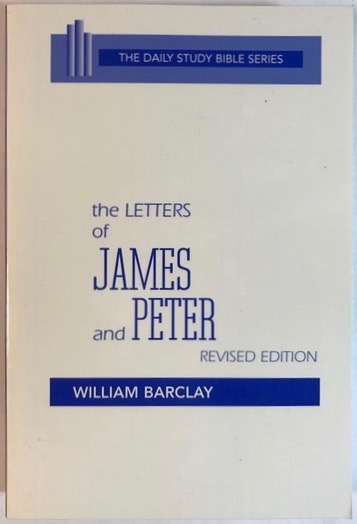 THE DAILY STUDY BIBLE SERIES
the LETTERS
of
JAMES
and PETER
REVISED EDITION
WILLIAM BARCLAY